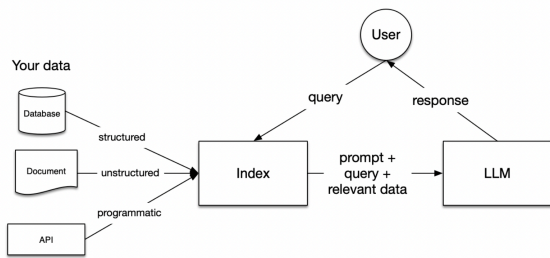 User
Your data
Database
query
response
structured
Document
unstructured
Index
prompt +
query +
relevant data
LLM
programmatic
API